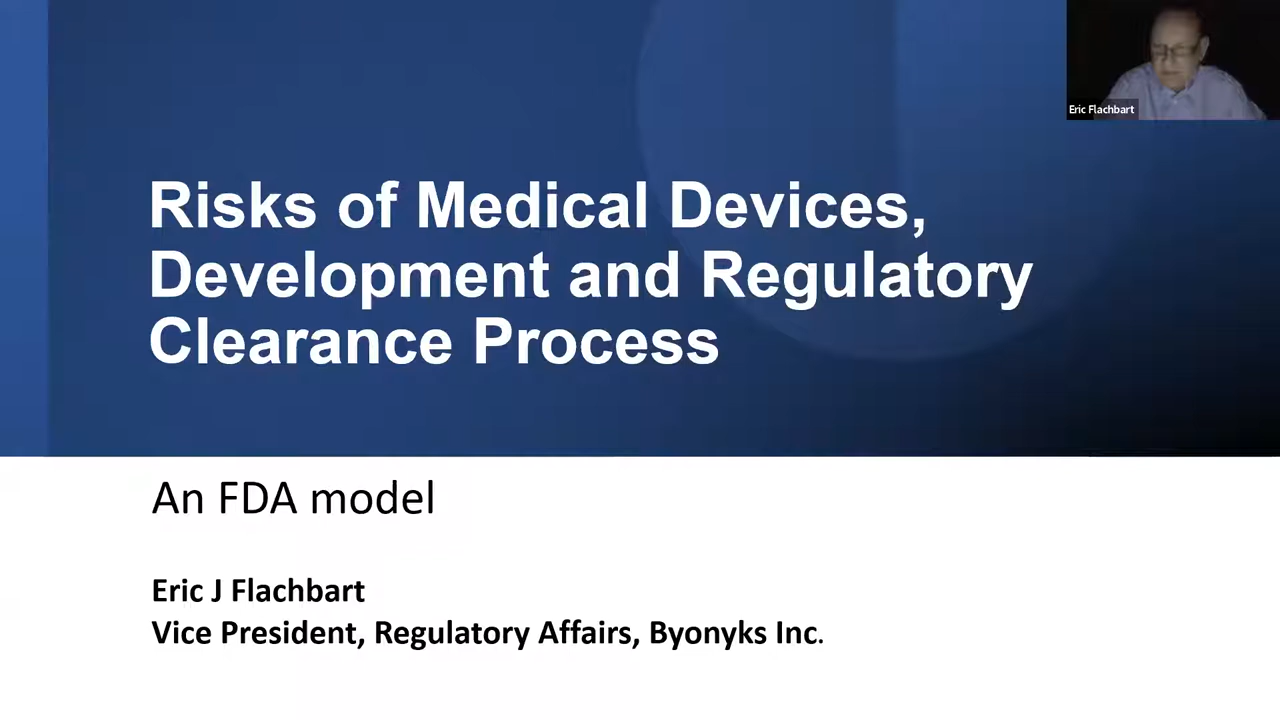 Eric Flachbart
Risks of Medical Devices,
Development and Regulatory
Clearance Process
An FDA model
Eric J Flachbart
Vice President, Regulatory Affairs, Byonyks Inc.